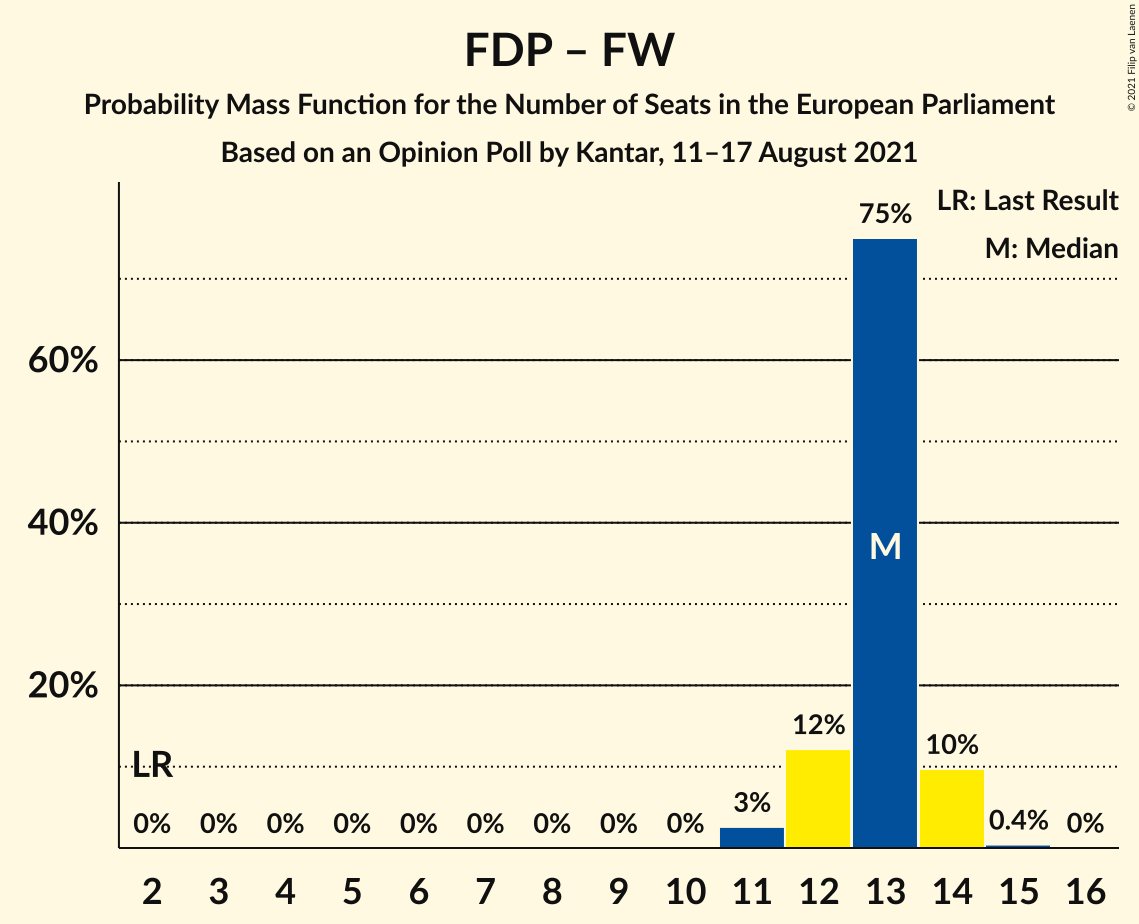 FDP – FW
Probability Mass Function for the Number of Seats in the European Parliament
Based on an Opinion Poll by Kantar, 11–17 August 2021
© 2021 Filip van Laenen
LR: Last Result
M: Median
75%
60%
40%
M
20%
12%
10%
LR
3%
0% 0% 0% 0% 0% 0% 0% 0% 0% 0.4% 0%
2 3 4 5 6 7 8 9 10 11 12 13 14 15 16